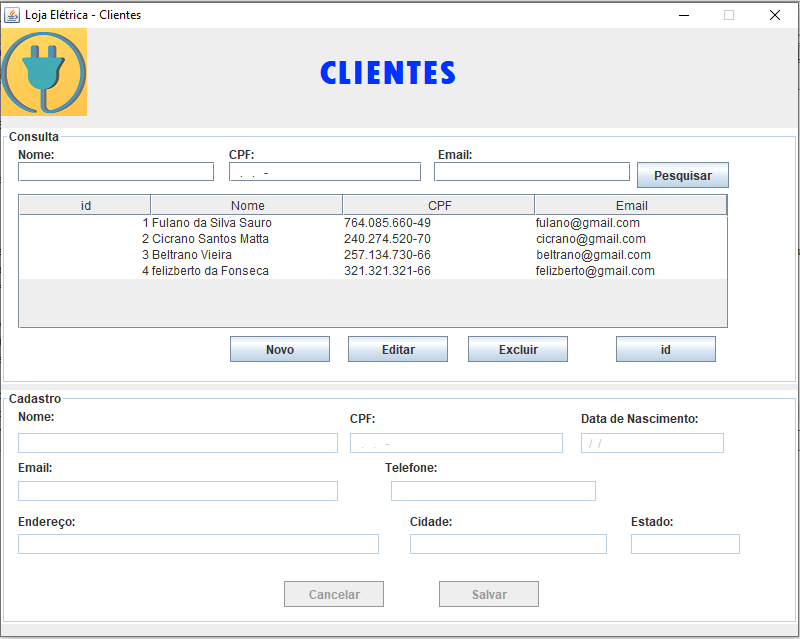 Loja Elétrica - Clientes
CLIENTES
Consulta
Nome: CPF: Email:
. . - Pesquisar
id Nome CPF Email
1 Fulano da Silva Sauro 764.085.660-49 fulano@gmail.com
2 Cicrano Santos Matta 240.274.520-70 cicrano@gmail.com
3 Beltrano Vieira 257.134.730-66 beltrano@gmail.com
4 felizberto da Fonseca 321.321.321-66 felizberto@gmail.com
Novo Editar Excluir id
Cadastro
Nome: CPF: Data de Nascimento:
. . - / /
Email: Telefone:
Endereço: Cidade: Estado:
Cancelar Salvar